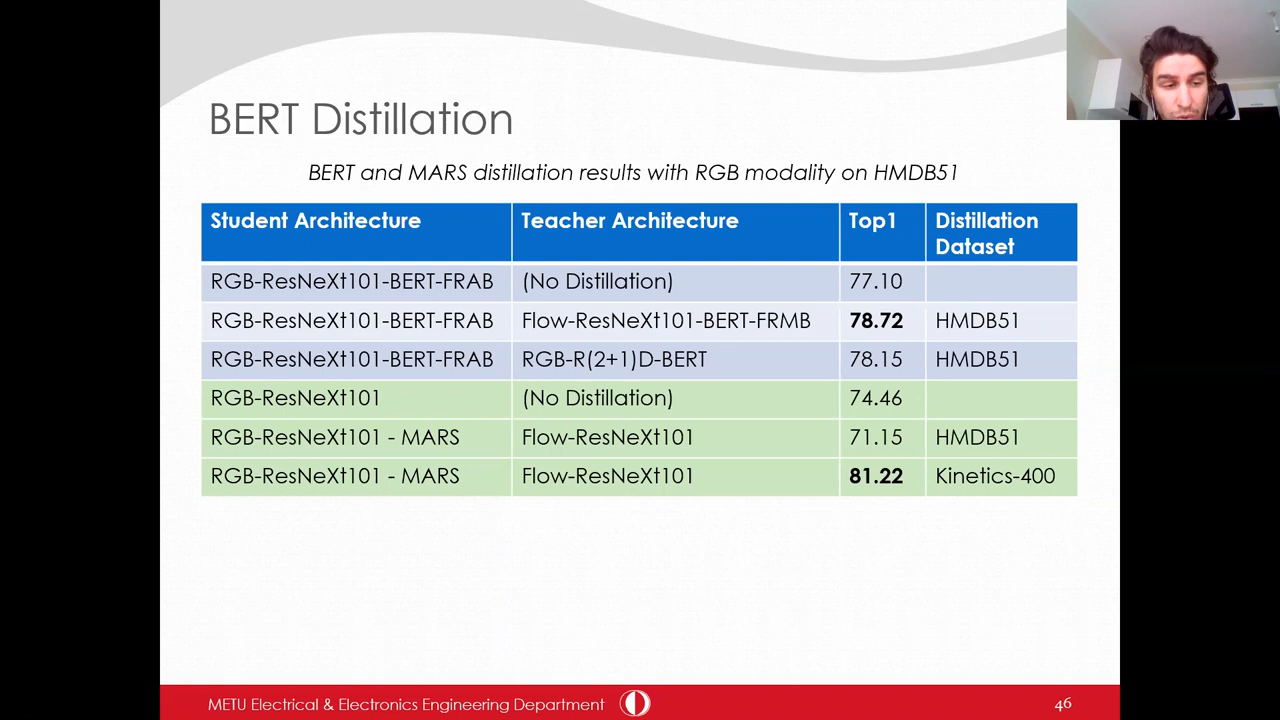 BERT Distillation
BERT and MARS distillation results with RGB modality on HMDB51
Student Architecture Teacher Architecture Top1 Distillation Dataset
RGB-ResNeXt101-BERT-FRAB (No Distillation) 77.10
RGB-ResNeXt101-BERT-FRAB Flow-ResNeXt101-BERT-FRMB 78.72 HMDB51
RGB-ResNeXt101-BERT-FRAB RGB-R(2+1)D-BERT 78.15 HMDB51
RGB-ResNeXt101 (No Distillation) 74.46
RGB-ResNeXt101 - MARS Flow-ResNeXt101 71.15 HMDB51
RGB-ResNeXt101 - MARS Flow-ResNeXt101 81.22 Kinetics-400
METU Electrical & Electronics Engineering Department 46